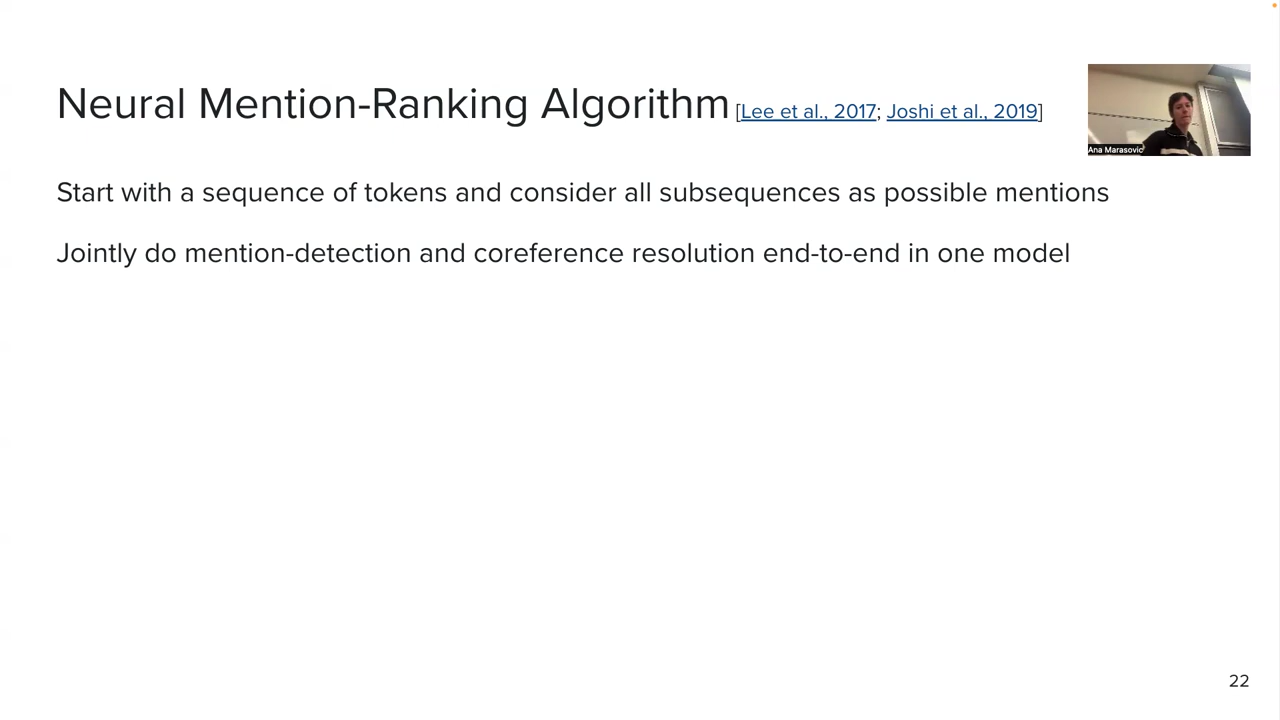 Neural Mention-Ranking Algorithm [Lee et al., 2017; Joshi et al., 2019]
Ana Marasovic
Start with a sequence of tokens and consider all subsequences as possible mentions
Jointly do mention-detection and coreference resolution end-to-end in one model
22